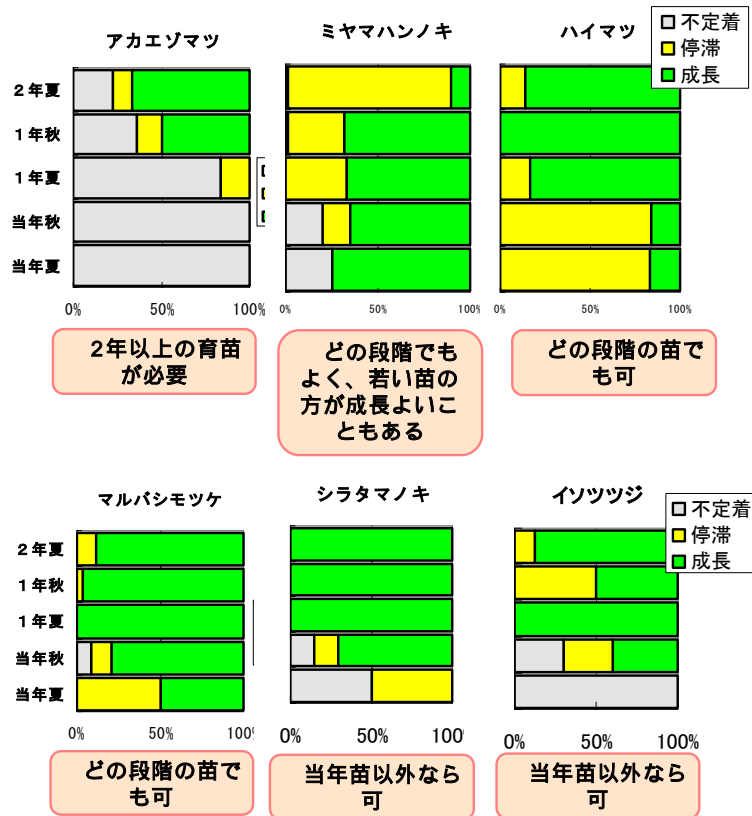 アカエゾマツ
ミヤマハンノキ
ハイマツ
不定着
停滞
成長
2年夏
1年秋
1年夏
当年秋
当年夏
0%
50%
100%
0%
50%
100%
0%
50%
100%
2年以上の育苗
が必要
どの段階でも
よく、若い苗の
方が成長よいこ
ともある
どの段階の苗で
も可
マルバシモツケ
シラタマノキ
イソツツジ
不定着
停滞
成長
2年夏
1年秋
1年夏
当年秋
当年夏
0%
50%
100%
0%
50%
100%
0%
50%
100%
どの段階の苗で
も可
当年苗以外なら
可
当年苗以外なら
可